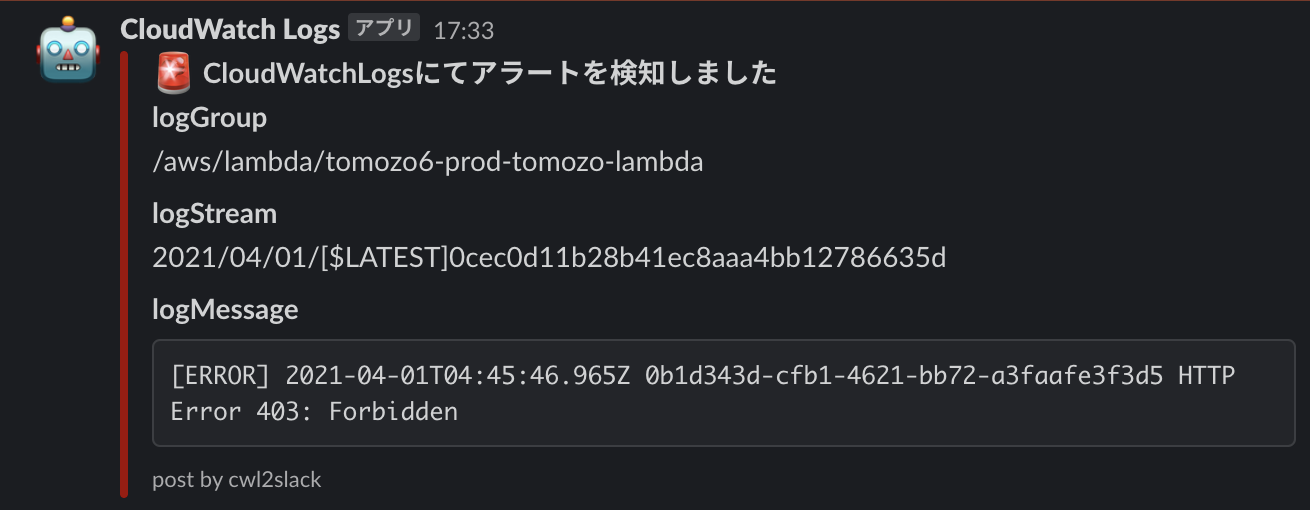 CloudWatch Logs アプリ 17:33
CloudWatchLogsにてアラートを検知しました
logGroup
/aws/lambda/tomozo6-prod-tomozo-lambda
logStream
2021/04/01/[$LATEST]0cec0d11b28b41ec8aaa4bb12786635d
logMessage
[ERROR] 2021-04-01T04:45:46.965Z 0b1d343d-cfb1-4621-bb72-a3faafe3f3d5 HTTP
Error 403: Forbidden
post by cwl2slack